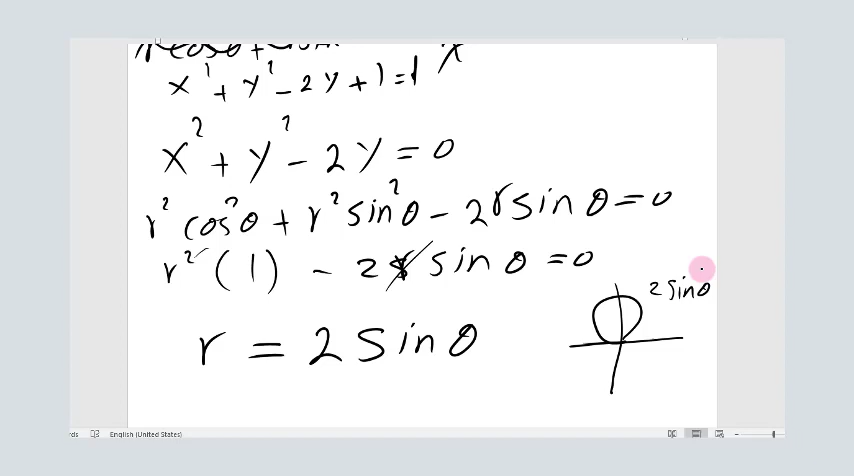 x² + y² - 2y + 1 = 1
x² + y² - 2y = 0
r² cos²θ + r² sin²θ - 2r sin θ = 0
r² (1) - 2r sin θ = 0
2 sinθ
r = 2 sin θ
English (United States)